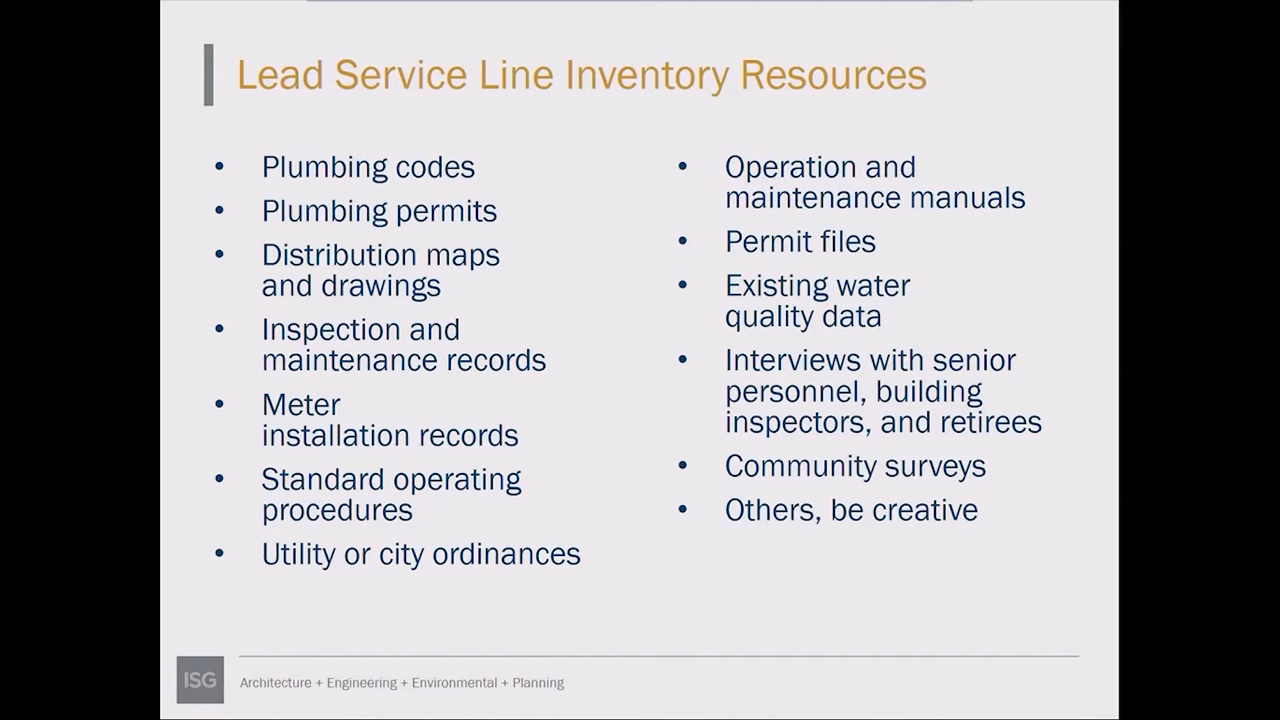 Lead Service Line Inventory Resources
• Plumbing codes
• Plumbing permits
• Distribution maps
and drawings
• Inspection and
maintenance records
• Meter
installation records
• Standard operating
procedures
• Utility or city ordinances
• Operation and
maintenance manuals
• Permit files
• Existing water
quality data
• Interviews with senior
personnel, building
inspectors, and retirees
• Community surveys
• Others, be creative
ISG
Architecture + Engineering + Environmental + Planning